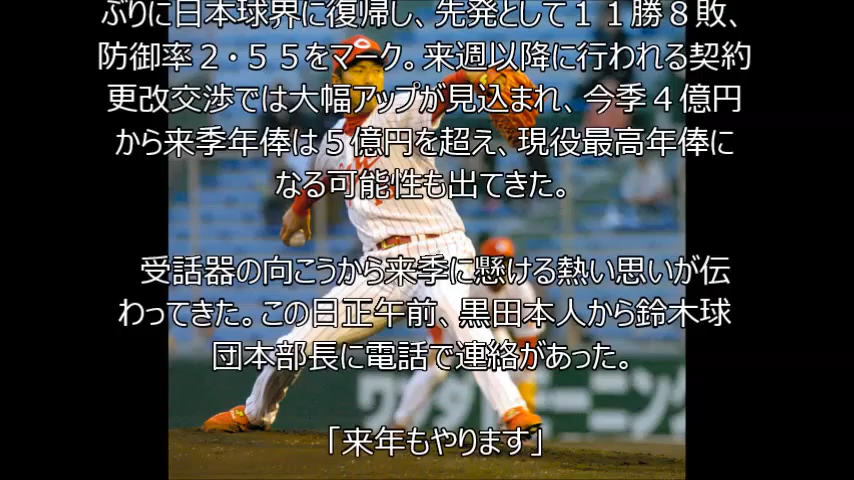 ぶりに日本球界に復帰し、先発として１１勝８敗、
防御率２・５５をマーク。来週以降に行われる契約
更改交渉では大幅アップが見込まれ、今季４億円
から来季年俸は５億円を超え、現役最高年俸に
なる可能性も出てきた。
受話器の向こうから来季に懸ける熱い思いが伝
わってきた。この日正午前、黒田本人から鈴木球
団本部長に電話で連絡があった。
「来年もやります」